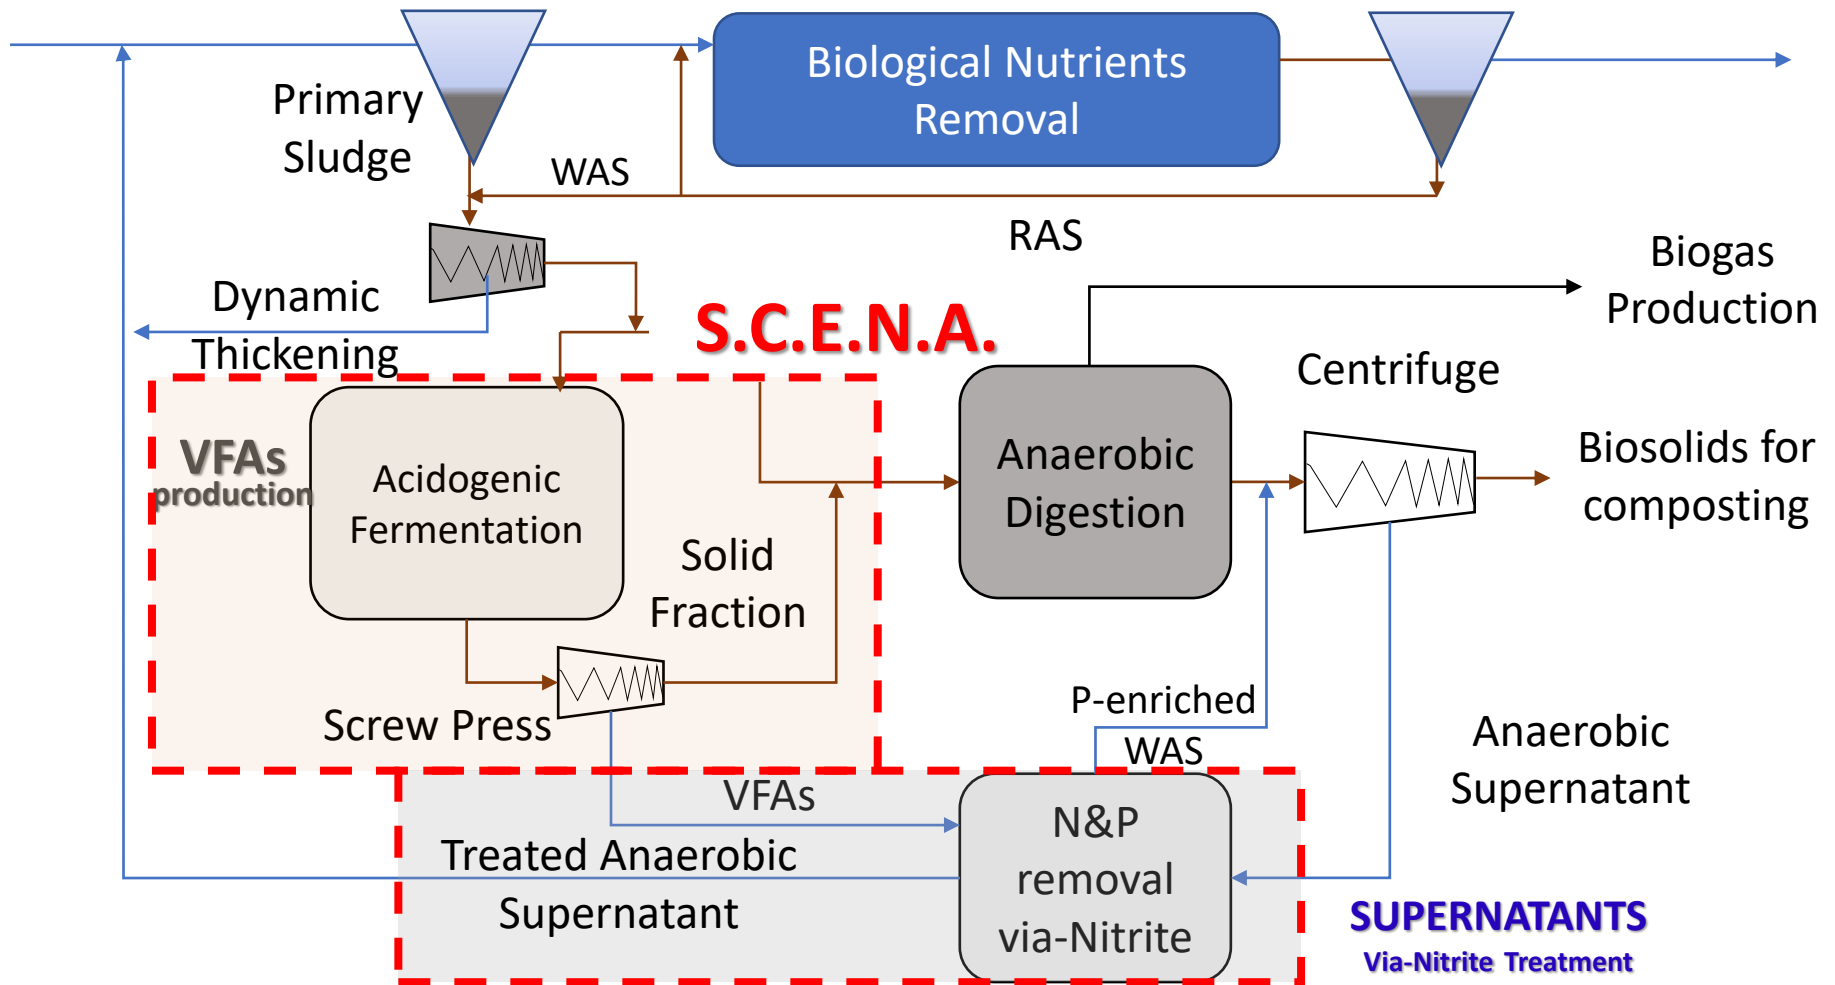 Biological Nutrients
Removal
Primary
Sludge
WAS
RAS
Biogas
Production
Dynamic
Thickening
S.C.E.N.A.
Centrifuge
VFAs
production
Acidogenic
Fermentation
Anaerobic
Digestion
Biosolids for
composting
Solid
Fraction
Screw Press
P-enriched
WAS
Anaerobic
Supernatant
VFAs
N&P
removal
via-Nitrite
Treated Anaerobic
Supernatant
SUPERNATANTS
Via-Nitrite Treatment